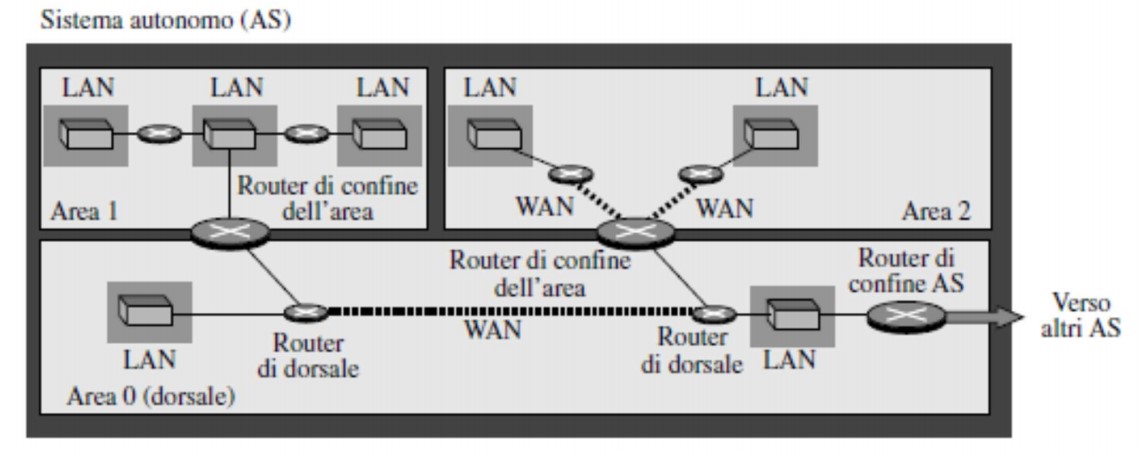 Sistema autonomo (AS)
LAN
LAN
LAN
LAN
LAN
Router di confine
dell'area
Area 1
WAN
WAN
Area 2
Router di confine
dell'area
Router di
confine AS
Verso
altri AS
LAN
Router
di dorsale
WAN
Router
di dorsale
LAN
Area 0 (dorsale)